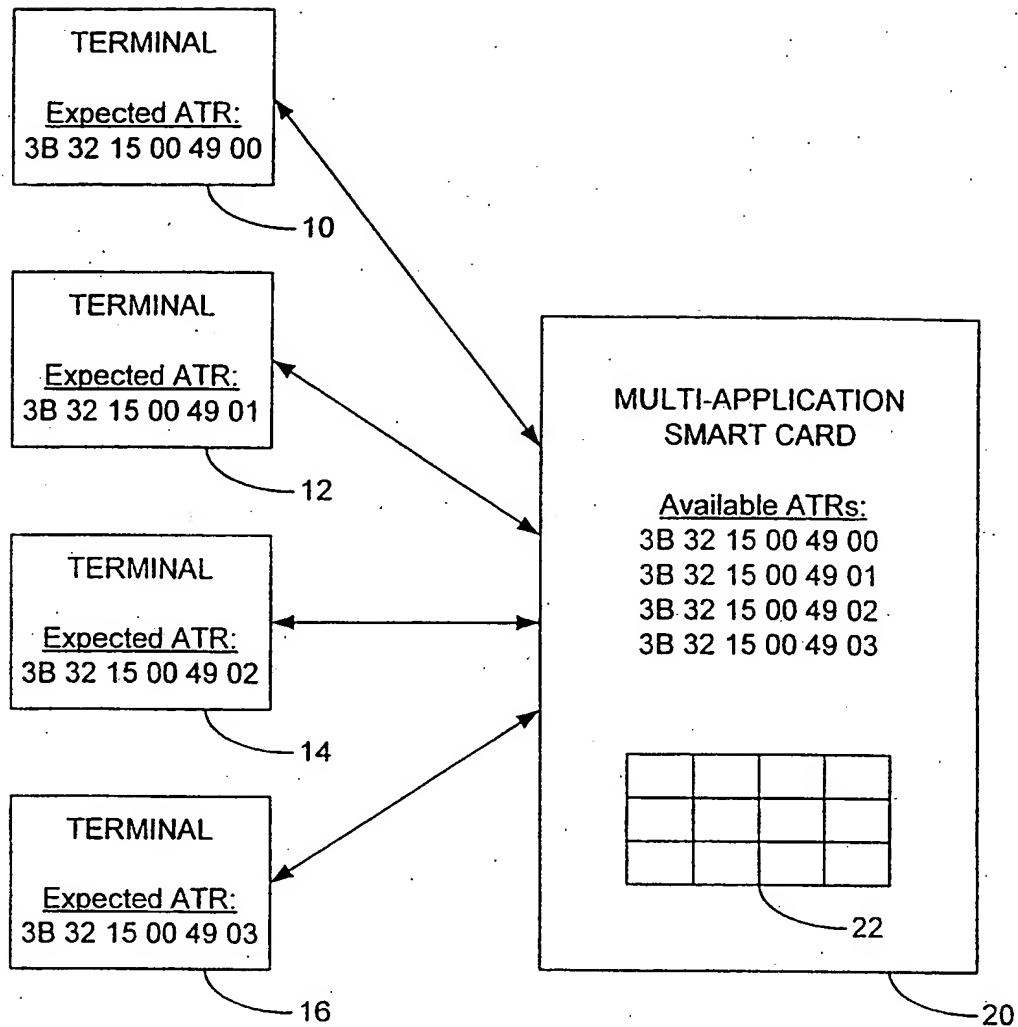 TERMINAL
Expected ATR:
3B 32 15 00 49 00
10
TERMINAL
Expected ATR:
3B 32 15 00 49 01
12
TERMINAL
Expected ATR:
3B 32 15 00 49 02
14
TERMINAL
Expected ATR:
3B 32 15 00 49 03
16
MULTI-APPLICATION
SMART CARD
Available ATRs:
3B 32 15 00 49 00
3B 32 15 00 49 01
3B 32 15 00 49 02
3B 32 15 00 49 03
22
20